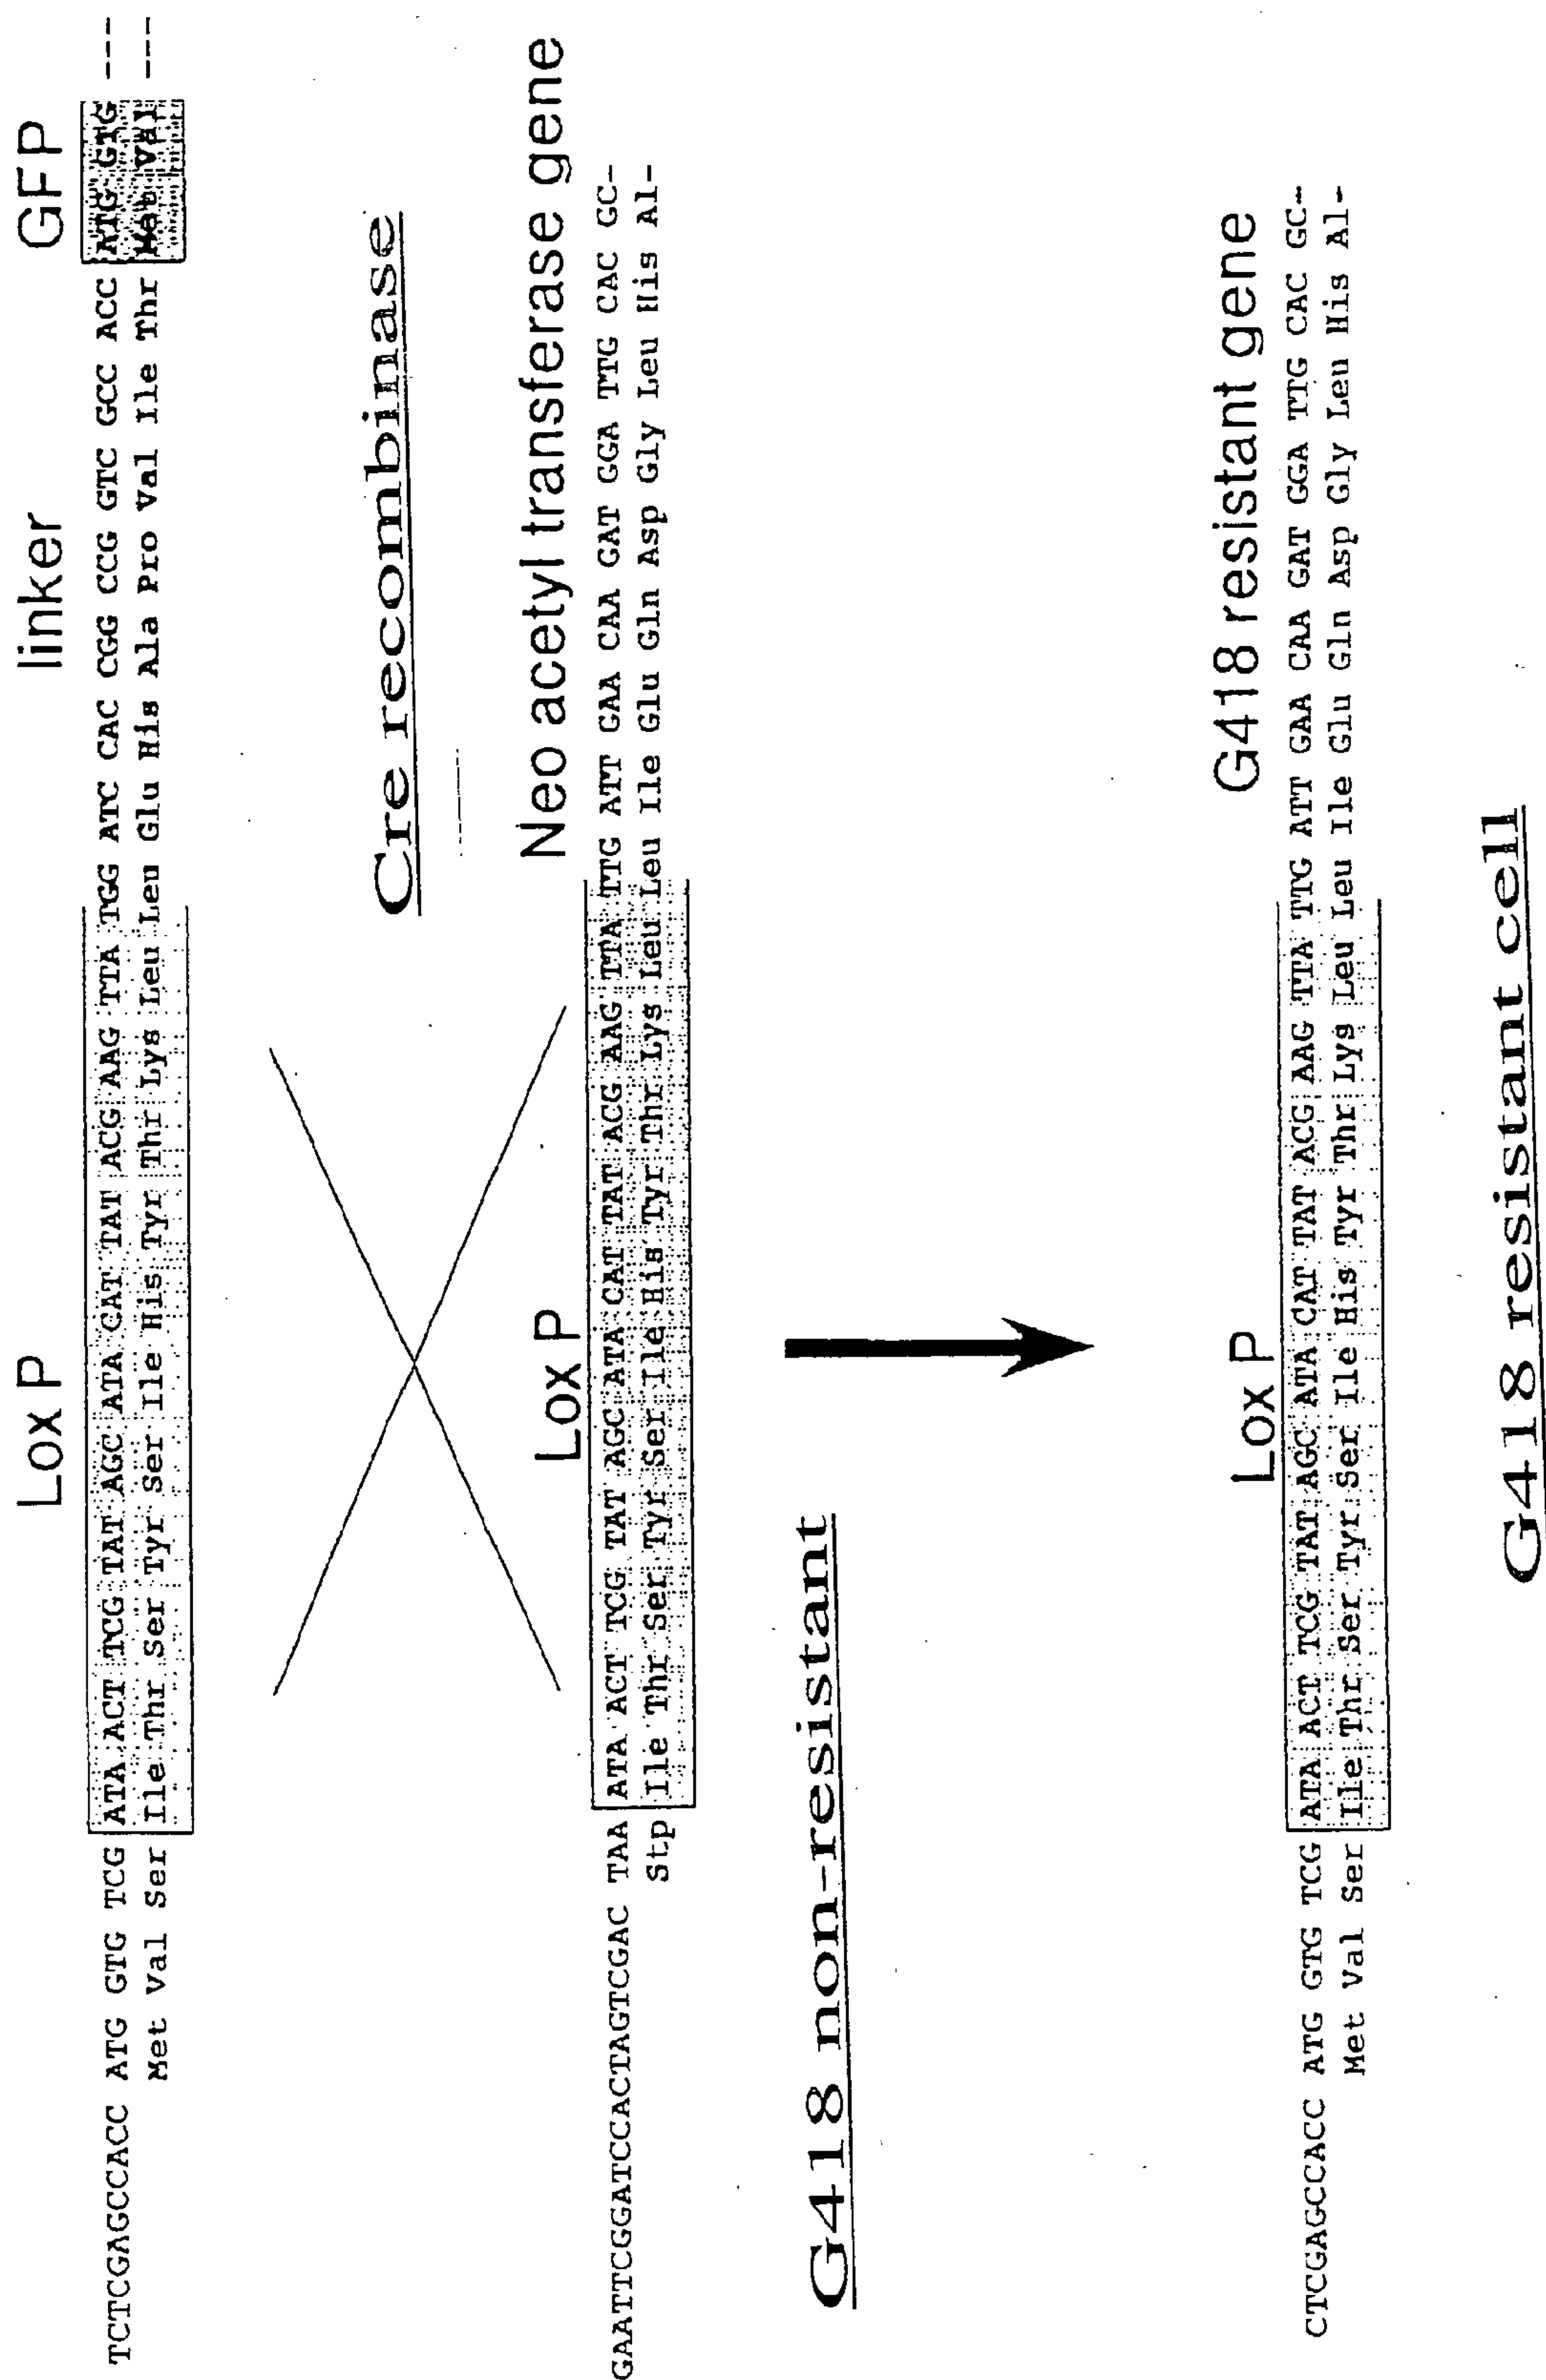 Lox P linker GFP
TCTCGAGCCACC ATG GTG TCG ATA ACT TCG TAT AGC ATA CAT TAT ACG AAG TTA TGG ATC CAC CGG CCG GTC GCC ACC ATG GTG ---
Met Val Ser Ile Thr Ser Tyr Ser Ile His Tyr Thr Lys Leu Leu Glu His Ala Pro Val Ile Thr Met Val ---
Cre recombinase
Lox P Neo acetyl transferase gene
GAATTCGGATCCACTAGTCGAC TAA ATA ACT TCG TAT AGC ATA CAT TAT ACG AAG TTA TTG ATT GAA CAA GAT GGA TTG CAC GC-
Stp Ile Thr Ser Tyr Ser Ile His Tyr Thr Lys Leu Leu Ile Glu Gln Asp Gly Leu His Al-
G418 non-resistant
Lox P G418 resistant gene
CTCGAGCCACC ATG GTG TCG ATA ACT TCG TAT AGC ATA CAT TAT ACG AAG TTA TTG ATT GAA CAA GAT GGA TTG CAC GC-
Met Val Ser Ile Thr Ser Tyr Ser Ile His Tyr Thr Lys Leu Leu Ile Glu Gln Asp Gly Leu His Al-
G418 resistant cell